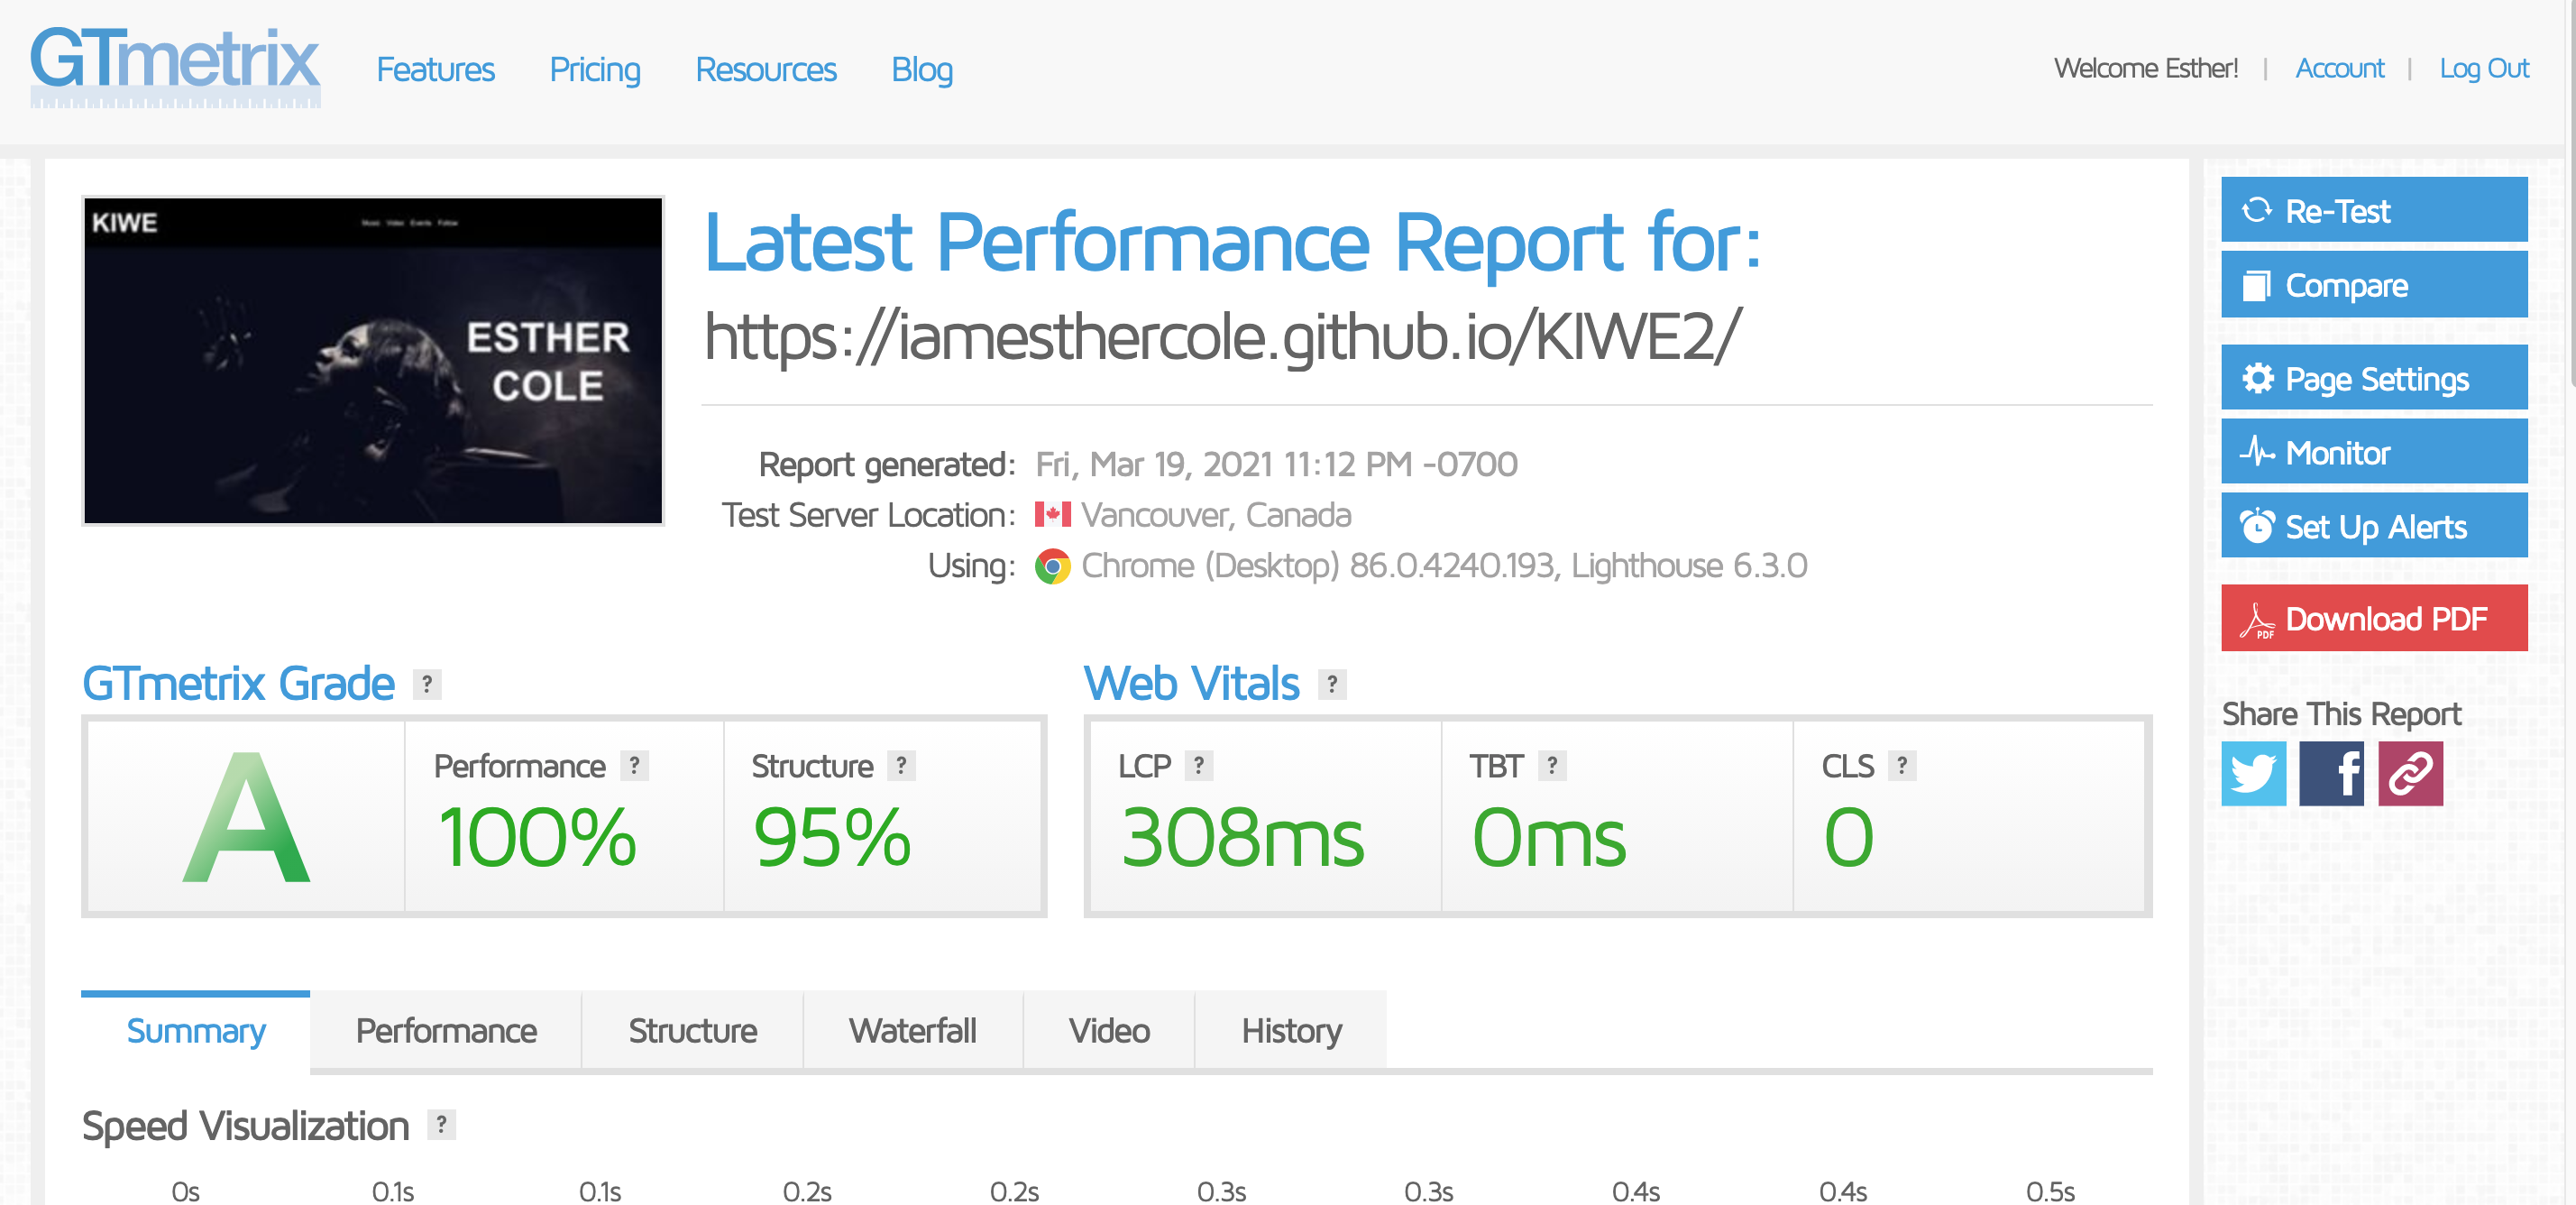 GTmetrix
Features Pricing Resources Blog
Welcome Esther! | Account | Log Out
KIWE
Music Video Events Follow
ESTHER
COLE
Latest Performance Report for:
https://iamesthercole.github.io/KIWE2/
Report generated: Fri, Mar 19, 2021 11:12 PM -0700
Test Server Location: Vancouver, Canada
Using: Chrome (Desktop) 86.0.4240.193, Lighthouse 6.3.0
Re-Test
Compare
Page Settings
Monitor
Set Up Alerts
PDF Download PDF
Share This Report
GTmetrix Grade ?
A
Performance ?
100%
Structure ?
95%
Web Vitals ?
LCP ?
308ms
TBT ?
0ms
CLS ?
0
Summary Performance Structure Waterfall Video History
Speed Visualization ?
0s 0.1s 0.1s 0.2s 0.2s 0.3s 0.3s 0.4s 0.4s 0.5s